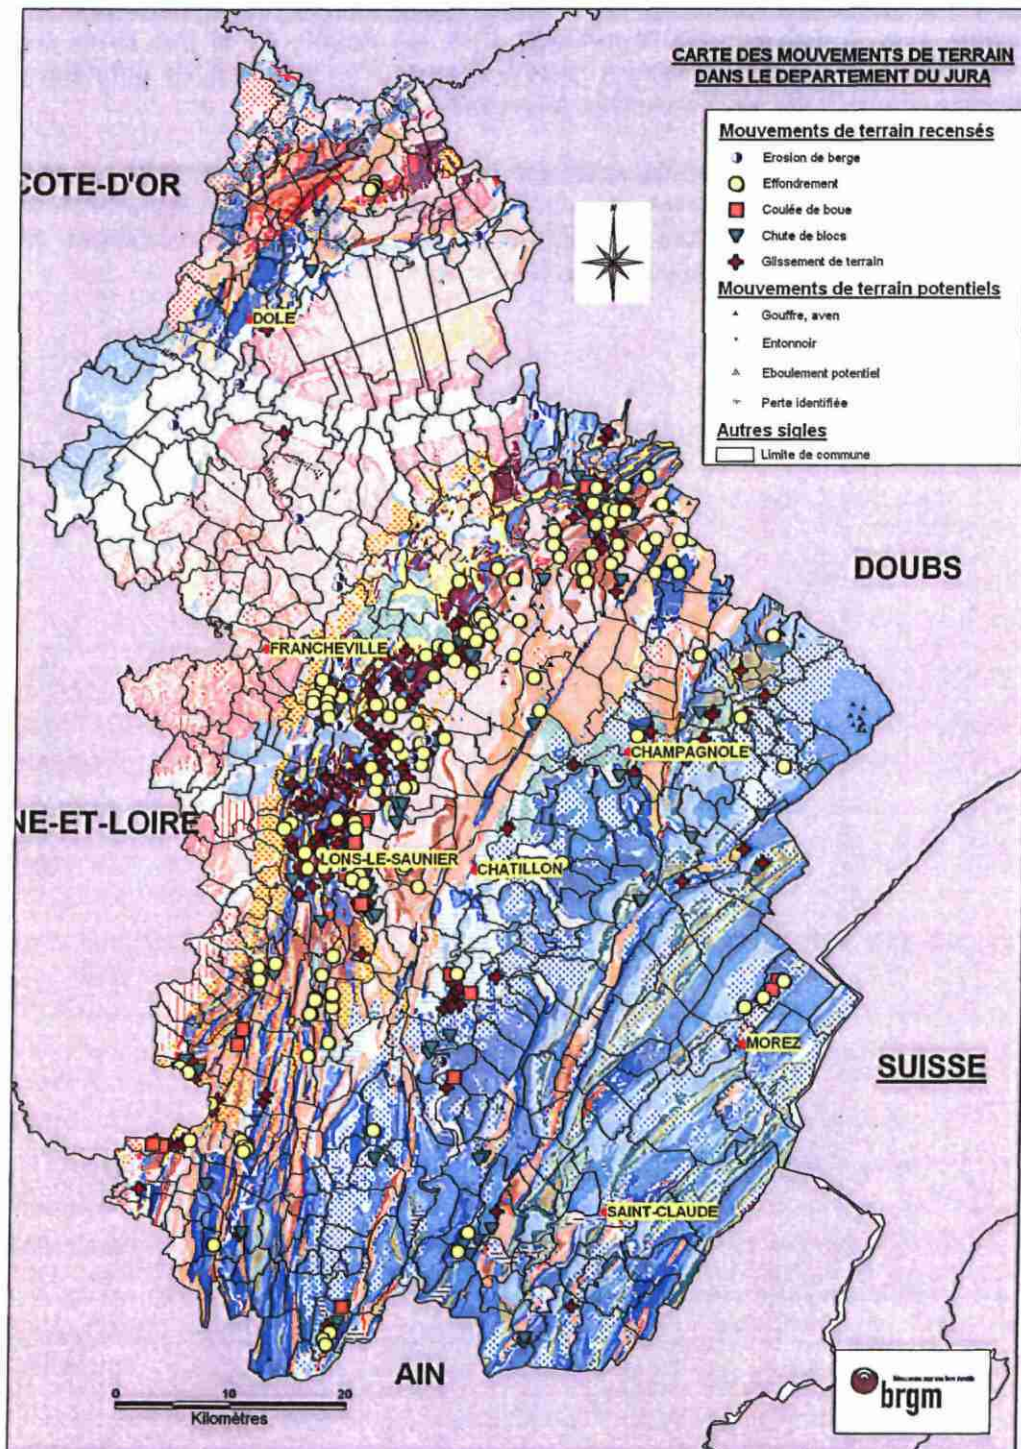 CARTE DES MOUVEMENTS DE TERRAIN
DANS LE DEPARTEMENT DU JURA
Mouvements de terrain recensés
Erosion de berge
Effondrement
Coulée de boue
Chute de blocs
Glissement de terrain
Mouvements de terrain potentiels
Gouffre, aven
Entonnoir
Eboulement potentiel
Perte identifiée
Autres sigles
Limite de commune
COTE-D'OR
N
DOLE
DOUBS
FRANCHEVILLE
CHAMPAGNOLE
NE-ET-LOIRE
LONS-LE-SAUNIER
CHATILLON
MOREZ
SUISSE
SAINT-CLAUDE
AIN
0 10 20
Kilomètres
brgm